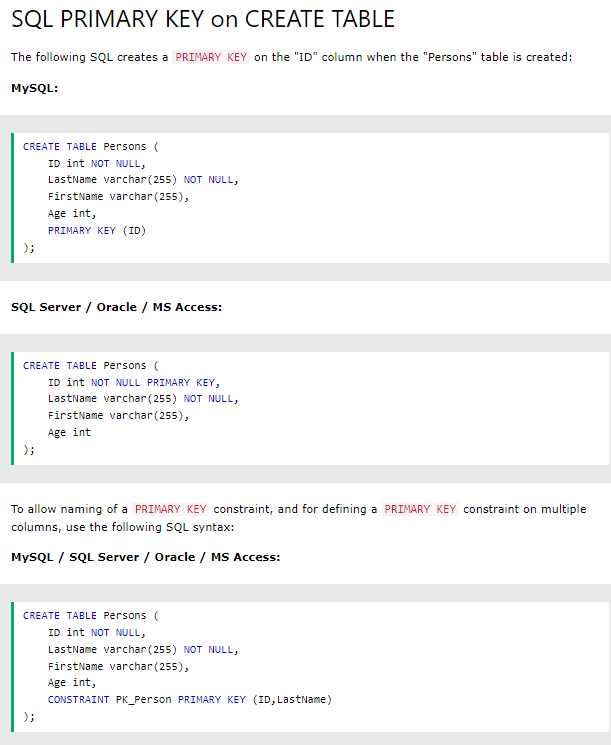 SQL PRIMARY KEY on CREATE TABLE
The following SQL creates a PRIMARY KEY on the "ID" column when the "Persons" table is created:
MySQL:
CREATE TABLE Persons (
    ID int NOT NULL,
    LastName varchar(255) NOT NULL,
    FirstName varchar(255),
    Age int,
    PRIMARY KEY (ID)
);
SQL Server / Oracle / MS Access:
CREATE TABLE Persons (
    ID int NOT NULL PRIMARY KEY,
    LastName varchar(255) NOT NULL,
    FirstName varchar(255),
    Age int
);
To allow naming of a PRIMARY KEY constraint, and for defining a PRIMARY KEY constraint on multiple
columns, use the following SQL syntax:
MySQL / SQL Server / Oracle / MS Access:
CREATE TABLE Persons (
    ID int NOT NULL,
    LastName varchar(255) NOT NULL,
    FirstName varchar(255),
    Age int,
    CONSTRAINT PK_Person PRIMARY KEY (ID,LastName)
);